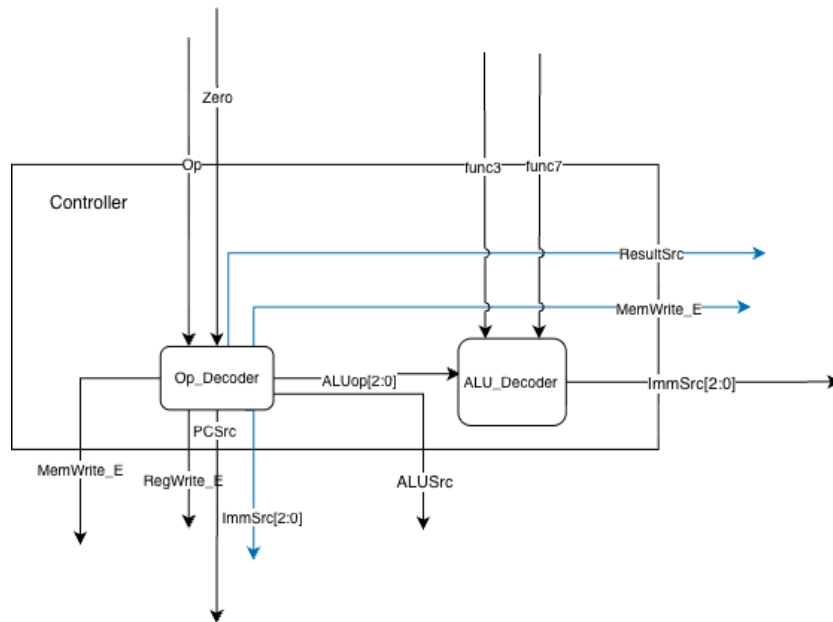 Zero
Op
func3
func7
Controller
ResultSrc
MemWrite_E
Op_Decoder
ALUop[2:0]
ALU_Decoder
ImmSrc[2:0]
PCSrc
MemWrite_E
RegWrite_E
ALUSrc
ImmSrc[2:0]